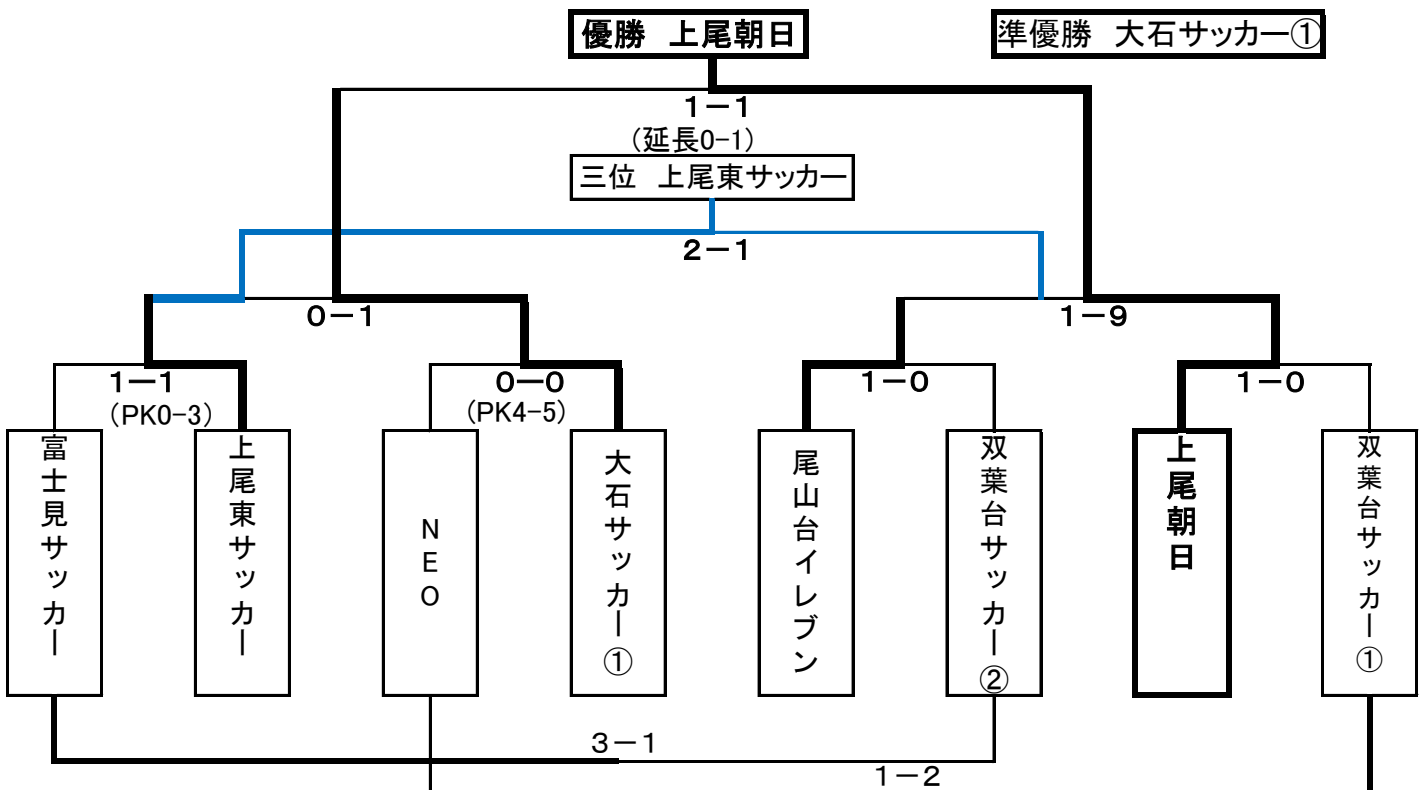 優勝 上尾朝日
準優勝 大石サッカー①
1-1
(延長0-1)
三位 上尾東サッカー
2-1
0-1
1-9
1-1
(PK0-3)
0-0
(PK4-5)
1-0
1-0
富士見サッカー
上尾東サッカー
NEO
大石サッカー①
尾山台イレブン
双葉台サッカー②
上尾朝日
双葉台サッカー①
3-1
1-2